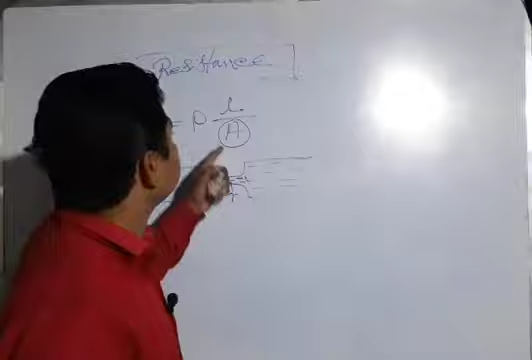 Resistance
= ρ l / A